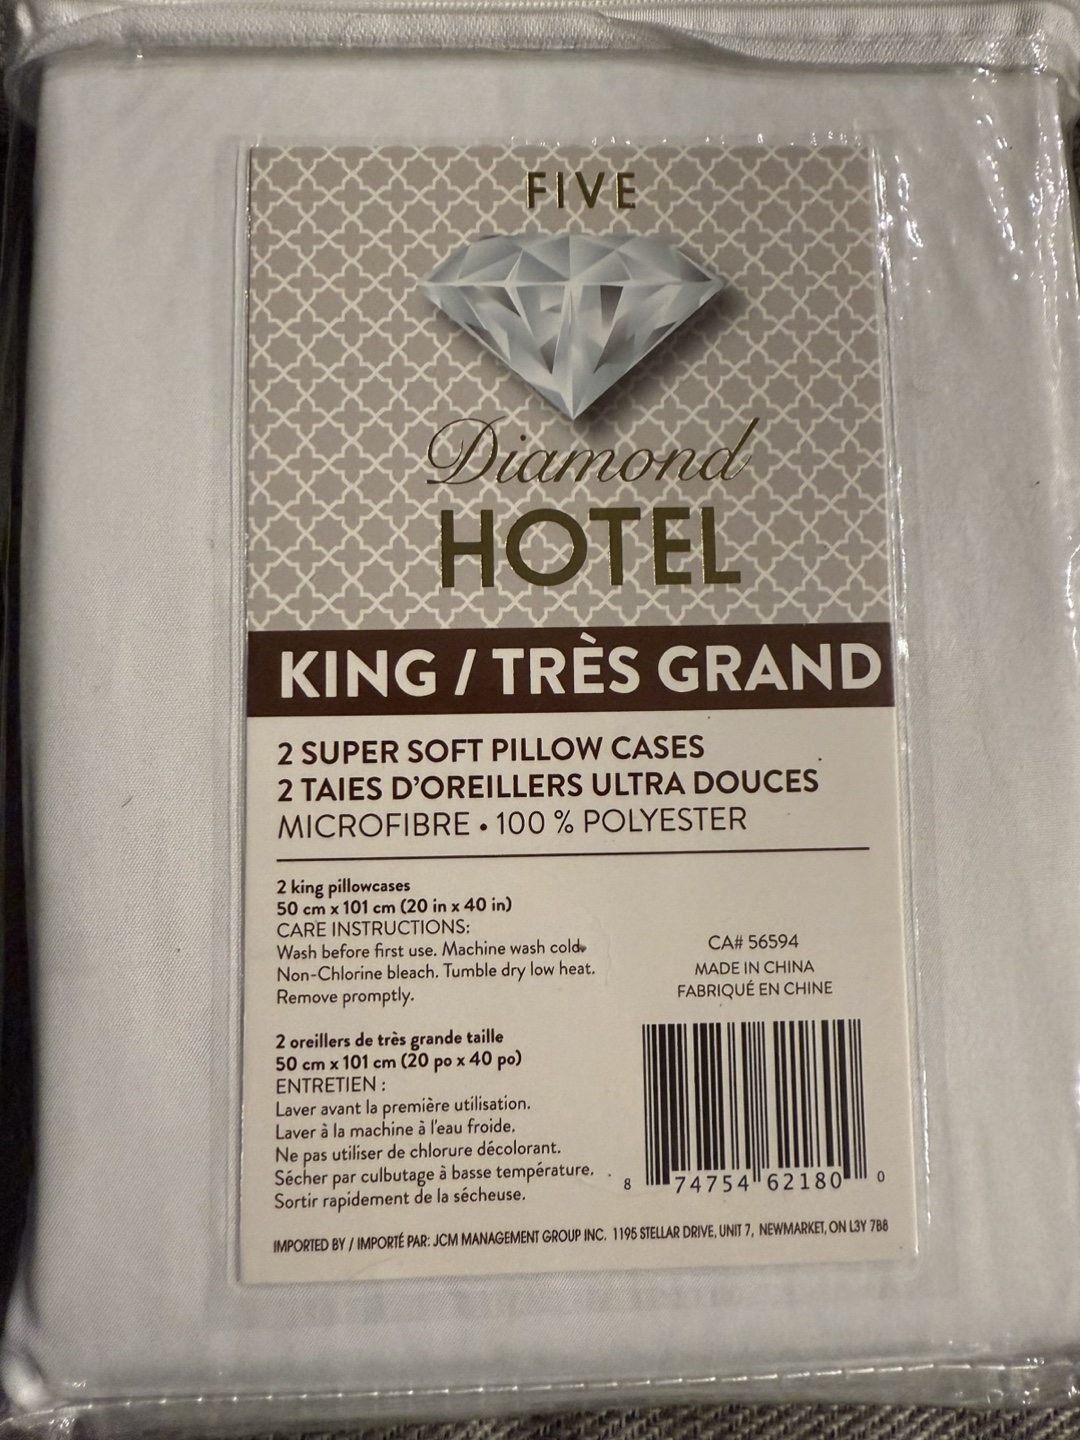 FIVE
Diamond
HOTEL
KING / TRÈS GRAND
2 SUPER SOFT PILLOW CASES
2 TAIES D'OREILLERS ULTRA DOUCES
MICROFIBRE • 100 % POLYESTER
2 king pillowcases
50 cm x 101 cm (20 in x 40 in)
CARE INSTRUCTIONS:
Wash before first use. Machine wash cold.
Non-Chlorine bleach. Tumble dry low heat.
Remove promptly.
CA# 56594
MADE IN CHINA
FABRIQUÉ EN CHINE
2 oreillers de très grande taille
50 cm x 101 cm (20 po x 40 po)
ENTRETIEN :
Laver avant la première utilisation.
Laver à la machine à l'eau froide.
Ne pas utiliser de chlorure décolorant.
Sécher par culbutage à basse température.
Sortir rapidement de la sécheuse.
8 74754 62180 0
IMPORTED BY / IMPORTÉ PAR: JCM MANAGEMENT GROUP INC. 1195 STELLAR DRIVE, UNIT 7, NEWMARKET, ON L3Y 7B8